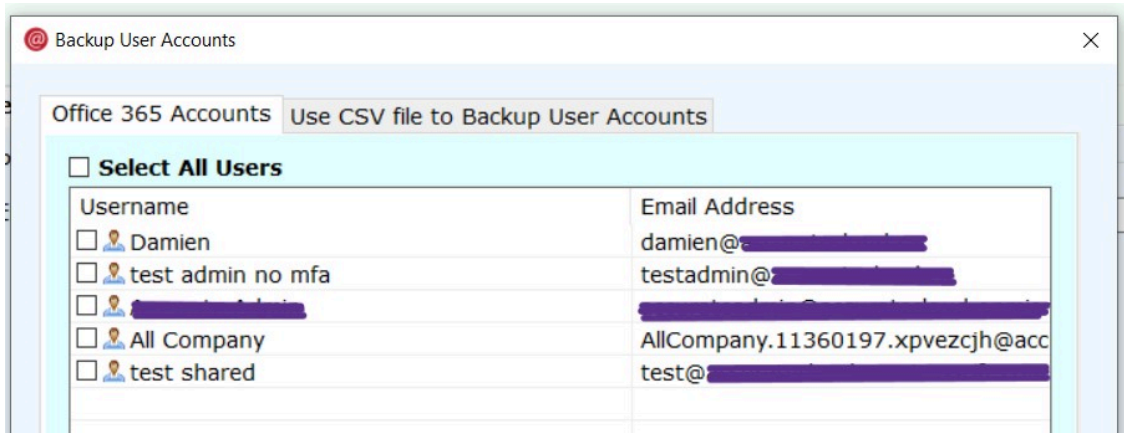 Backup User Accounts
Office 365 Accounts Use CSV file to Backup User Accounts
Select All Users
Username Email Address
Damien damien@
test admin no mfa testadmin@
All Company AllCompany.11360197.xpvezcjh@acc
test shared test@